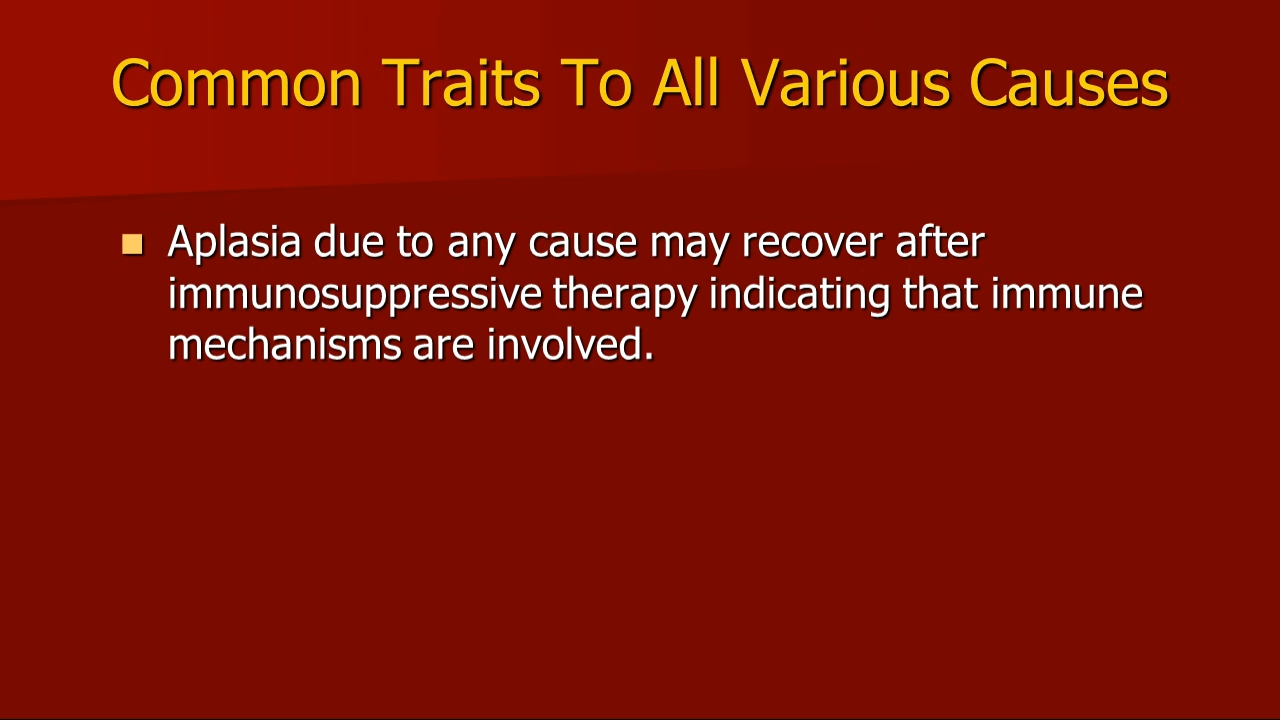 Common Traits To All Various Causes
Aplasia due to any cause may recover after
immunosuppressive therapy indicating that immune
mechanisms are involved.